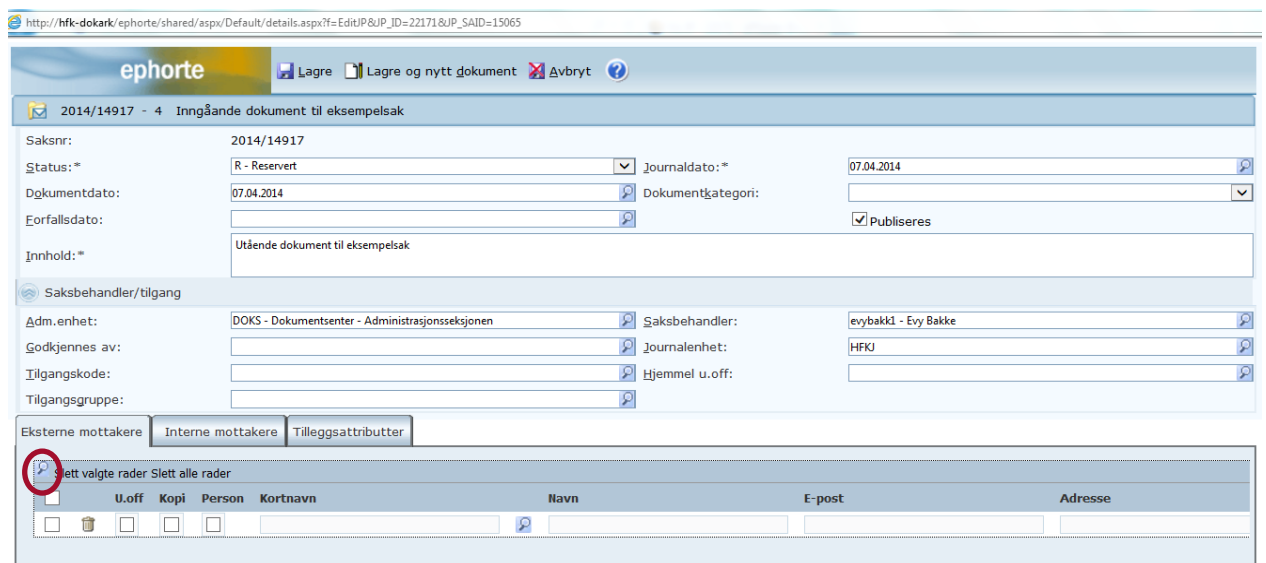 http://hfk-dokark/ephorte/shared/aspx/Default/details.aspx?f=EditJP&JP_ID=22171&JP_SAID=15065
ephorte Lagre Lagre og nytt dokument Avbryt ?
2014/14917 - 4 Inngåande dokument til eksempelsak
Saksnr: 2014/14917
Status:* R - Reservert Journaldato:* 07.04.2014
Dokumentdato: 07.04.2014 Dokumentkategori:
Forfallsdato: Publiseres
Innhold:* Utående dokument til eksempelsak
Saksbehandler/tilgang
Adm.enhet: DOKS - Dokumentsenter - Administrasjonsseksjonen Saksbehandler: evybakk1 - Evy Bakke
Godkjennes av: Journalenhet: HFKJ
Tilgangskode: Hjemmel u.off:
Tilgangsgruppe:
Eksterne mottakere Interne mottakere Tilleggsattributter
Slett valgte rader Slett alle rader
U.off Kopi Person Kortnavn Navn E-post Adresse